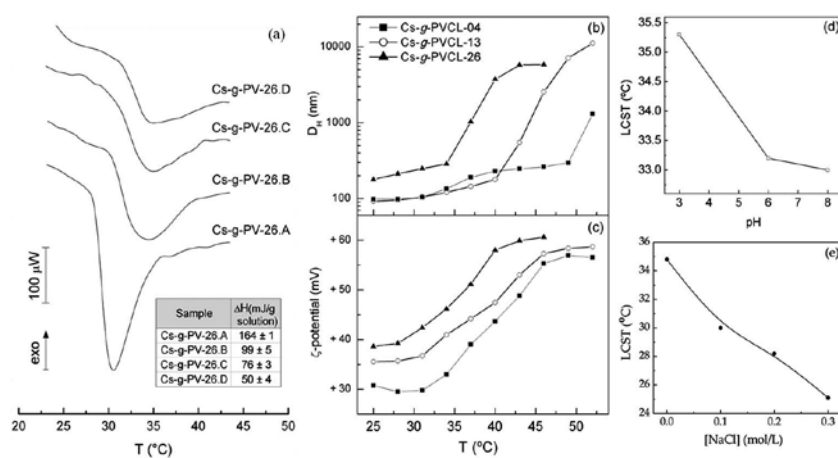 (a)
Cs-g-PV-26.D
Cs-g-PV-26.C
Cs-g-PV-26.B
Cs-g-PV-26.A
100 µW
exo
Sample ΔH(mJ/g solution)
Cs-g-PV-26.A 164 ± 1
Cs-g-PV-26.B 99 ± 5
Cs-g-PV-26.C 76 ± 3
Cs-g-PV-26.D 50 ± 4
20 25 30 35 40 45 50
T (ºC)
(b)
Cs-g-PVCL-04
Cs-g-PVCL-13
Cs-g-PVCL-26
D_H (nm)
10000
1000
100
(c)
ζ-potential (mV)
+ 60
+ 50
+ 40
+ 30
25 30 35 40 45 50
T (ºC)
(d)
LCST (ºC)
35.5
35.0
34.5
34.0
33.5
33.0
3 4 5 6 7 8
pH
(e)
LCST (ºC)
36
34
32
30
28
26
24
0.0 0.1 0.2 0.3
[NaCl] (mol/L)